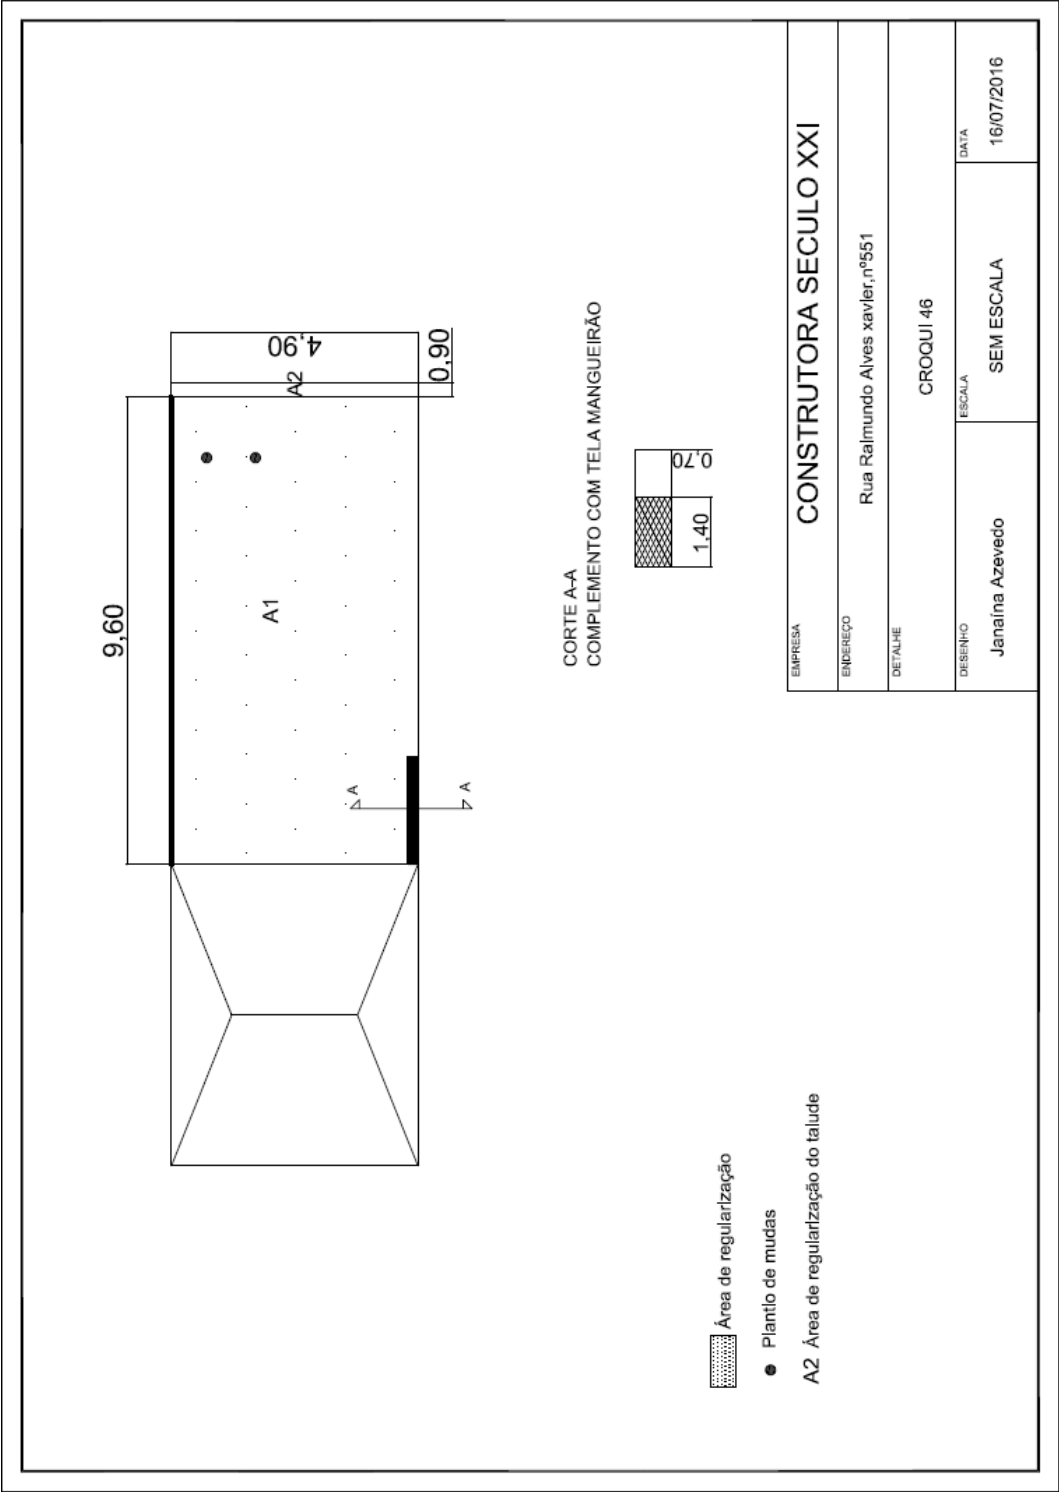 9,60
4,90
A2
0,90
A1
A
A
CORTE A-A
COMPLEMENTO COM TELA MANGUEIRÃO
0,70
1,40
Área de regularização
Plantio de mudas
A2 Área de regularização do talude
EMPRESA
CONSTRUTORA SECULO XXI
ENDEREÇO
Rua Raimundo Alves xavier,nº551
DETALHE
CROQUI 46
DESENHO
Janaína Azevedo
ESCALA
SEM ESCALA
DATA
16/07/2016